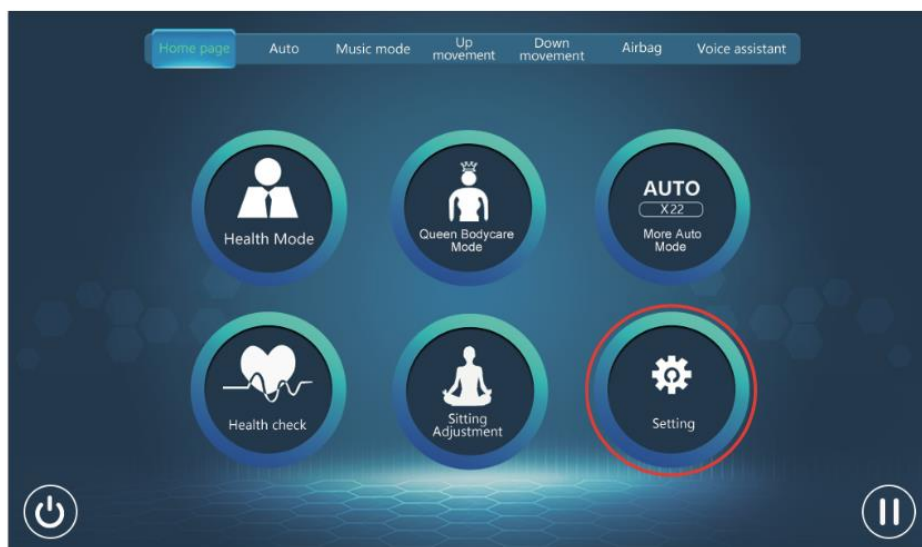 Home page Auto Music mode Up movement Down movement Airbag Voice assistant
Health Mode
Queen Bodycare
Mode
AUTO
X22
More Auto
Mode
Health check
Sitting
Adjustment
Setting